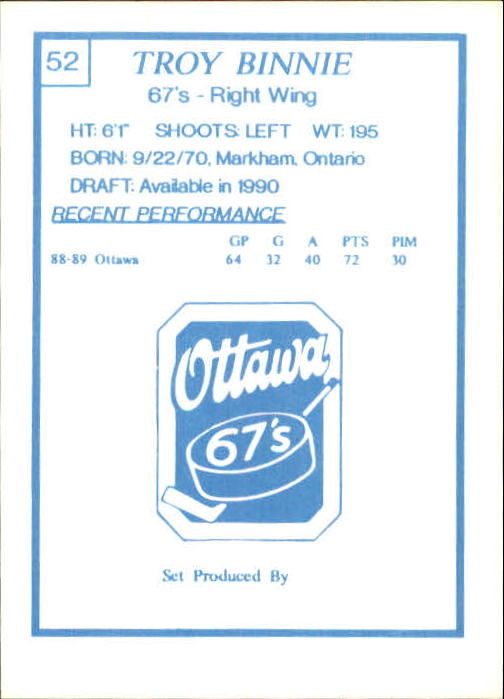 52
TROY BINNIE
67's - Right Wing
HT: 6'1" SHOOTS: LEFT WT: 195
BORN: 9/22/70, Markham, Ontario
DRAFT: Available in 1990
RECENT PERFORMANCE
GP G A PTS PIM
88-89 Ottawa 64 32 40 72 30
Ottawa
67's
Set Produced By